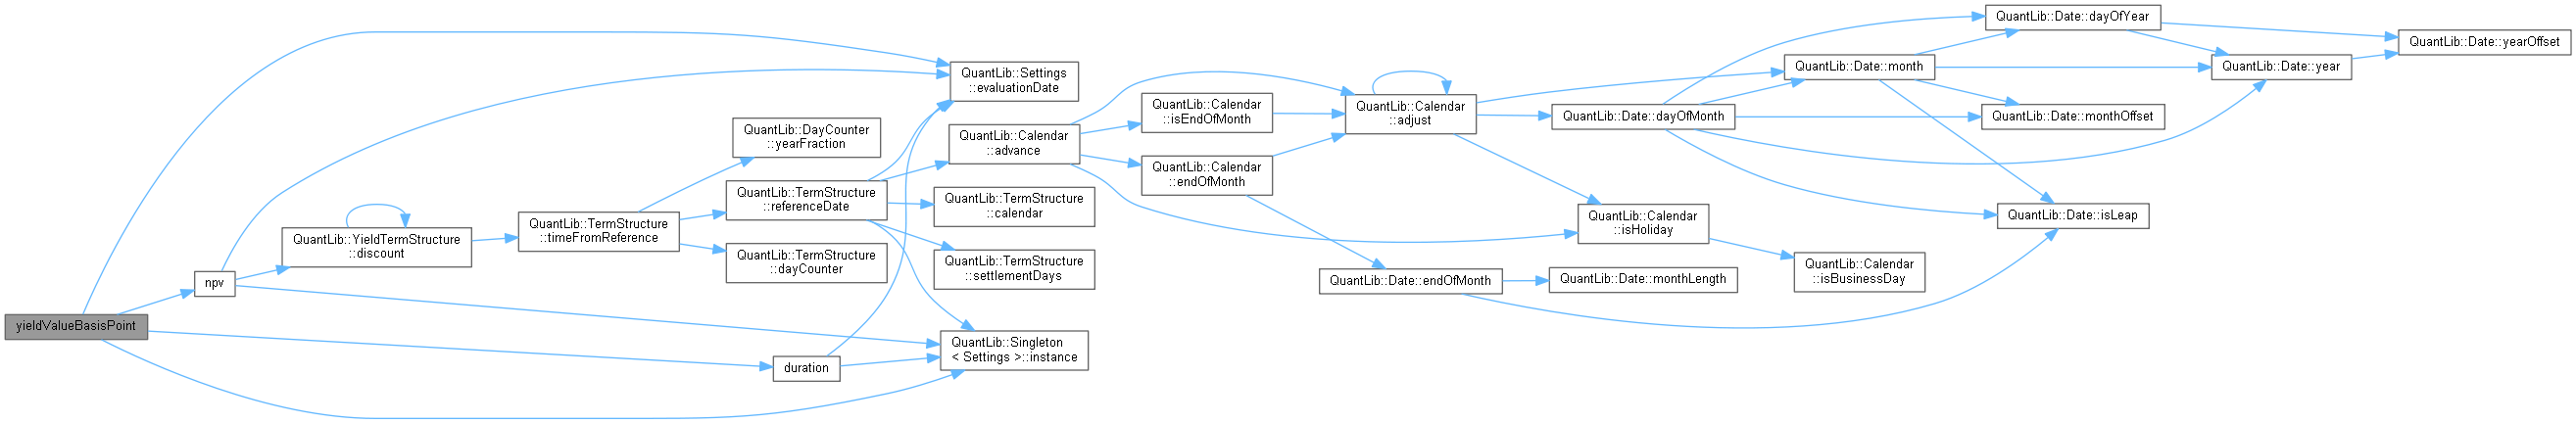 yieldValueBasisPoint
npv
QuantLib::YieldTermStructure
::discount
QuantLib::TermStructure
::timeFromReference
QuantLib::DayCounter
::yearFraction
QuantLib::TermStructure
::referenceDate
QuantLib::TermStructure
::dayCounter
duration
QuantLib::Settings
::evaluationDate
QuantLib::Calendar
::advance
QuantLib::TermStructure
::calendar
QuantLib::TermStructure
::settlementDays
QuantLib::Singleton
< Settings >::instance
QuantLib::Calendar
::isEndOfMonth
QuantLib::Calendar
::endOfMonth
QuantLib::Calendar
::adjust
QuantLib::Date::endOfMonth
QuantLib::Date::dayOfMonth
QuantLib::Calendar
::isHoliday
QuantLib::Date::monthLength
QuantLib::Date::month
QuantLib::Calendar
::isBusinessDay
QuantLib::Date::dayOfYear
QuantLib::Date::monthOffset
QuantLib::Date::isLeap
QuantLib::Date::year
QuantLib::Date::yearOffset